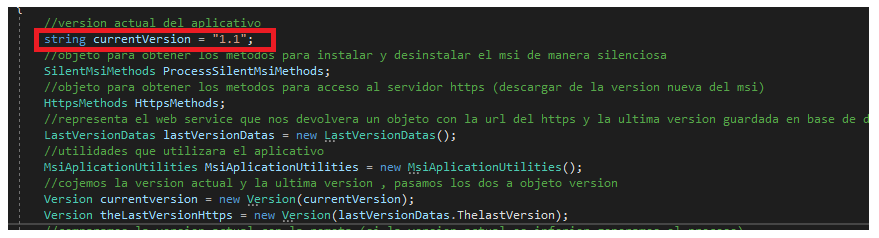 {
//version actual del aplicativo
string currentVersion = "1.1";
//objeto para obtener los metodos para instalar y desinstalar el msi de manera silenciosa
SilentMsiMethods ProcessSilentMsiMethods;
//objeto para obtener los metodos para acceso al servidor https (descargar de la version nueva del msi)
HttpsMethods HttpsMethods;
//representa el web service que nos devolvera un objeto con la url del https y la ultima version guardada en base de d
LastVersionDatas lastVersionDatas = new LastVersionDatas();
//utilidades que utilizara el aplicativo
MsiAplicationUtilities MsiAplicationUtilities = new MsiAplicationUtilities();
//cojemos la version actual y la ultima version , pasamos los dos a objeto version
Version currentversion = new Version(currentVersion);
Version theLastVersionHttps = new Version(lastVersionDatas.ThelastVersion);